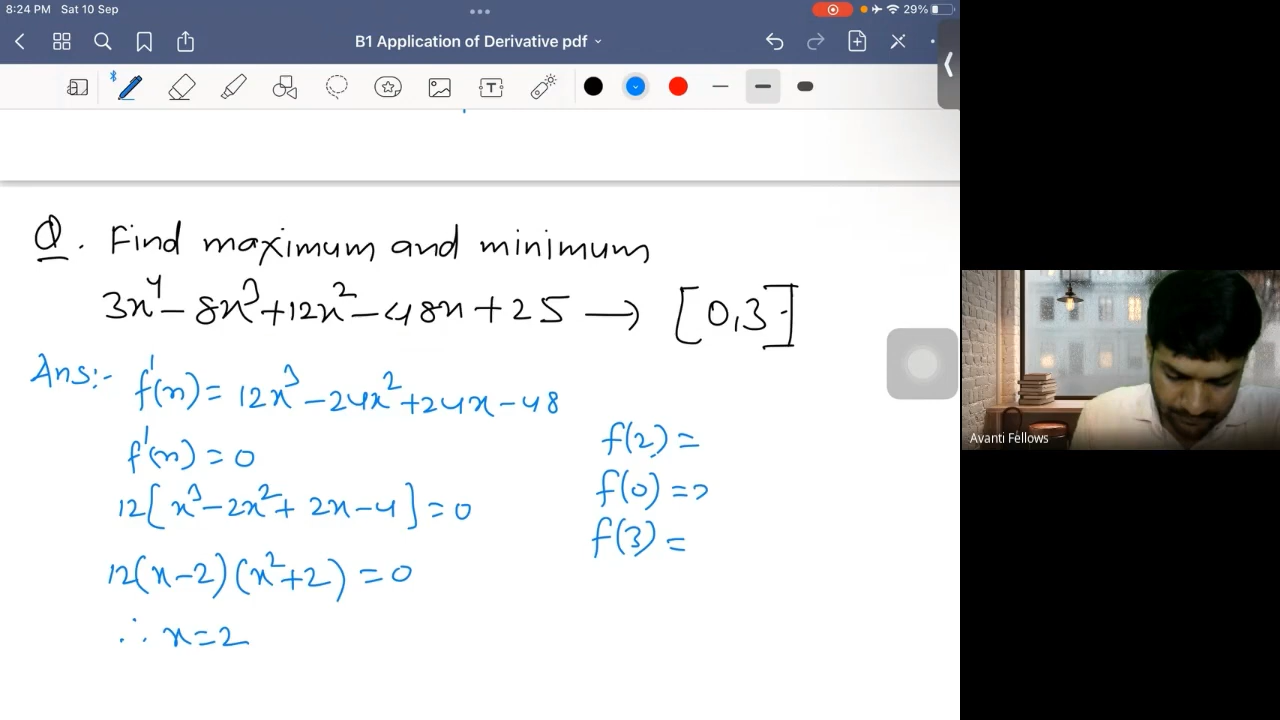 8:24 PM Sat 10 Sep
29%
B1 Application of Derivative pdf
Q. Find maximum and minimum
3x⁴ – 8x³ + 12x² – 48x + 25 → [0,3]
Ans:- f'(x) = 12x³ – 24x² + 24x – 48
f'(x) = 0
12[x³ – 2x² + 2x – 4] = 0
12(x – 2)(x² + 2) = 0
∴ x = 2
f(2) =
f(0) = >
f(3) =
Avanti Fellows